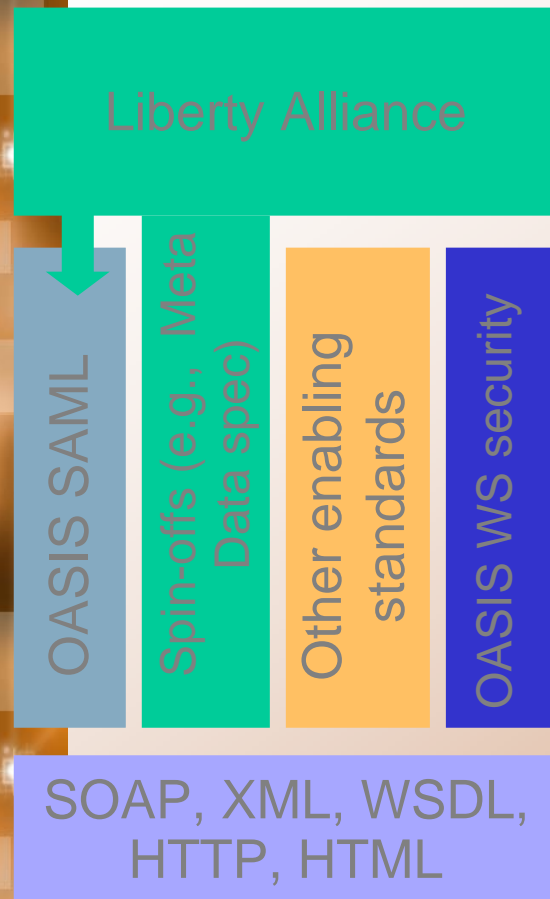 Liberty Alliance
OASIS SAML
Spin-offs (e.g., Meta
Data spec)
Other enabling
standards
OASIS WS security
SOAP, XML, WSDL,
HTTP, HTML